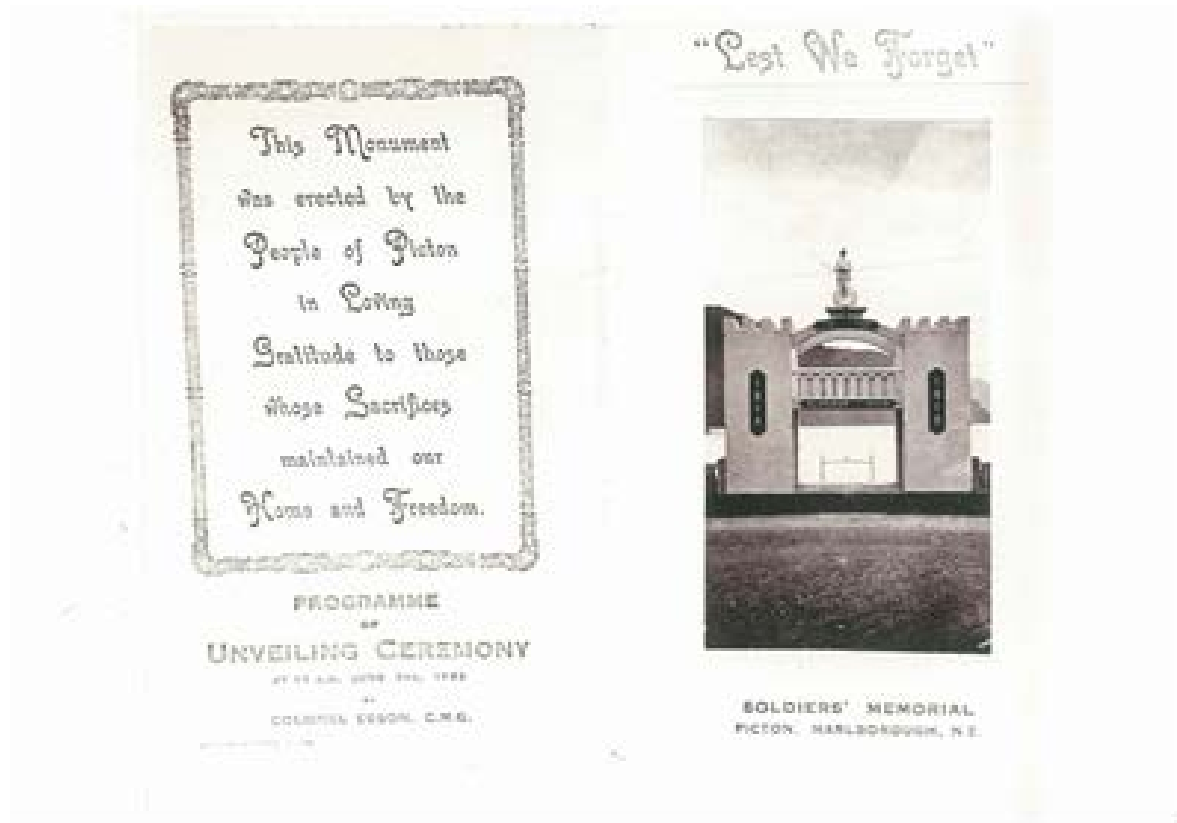 This Monument
was erected by the
People of Picton
in Loving
Gratitude to those
whose Sacrifices
maintained our
Home and Freedom.
PROGRAMME
OF
UNVEILING CEREMONY
COLONEL ESSON, C.M.G.
"Lest We Forget"
SOLDIERS' MEMORIAL
PICTON, MARLBOROUGH, N.Z.